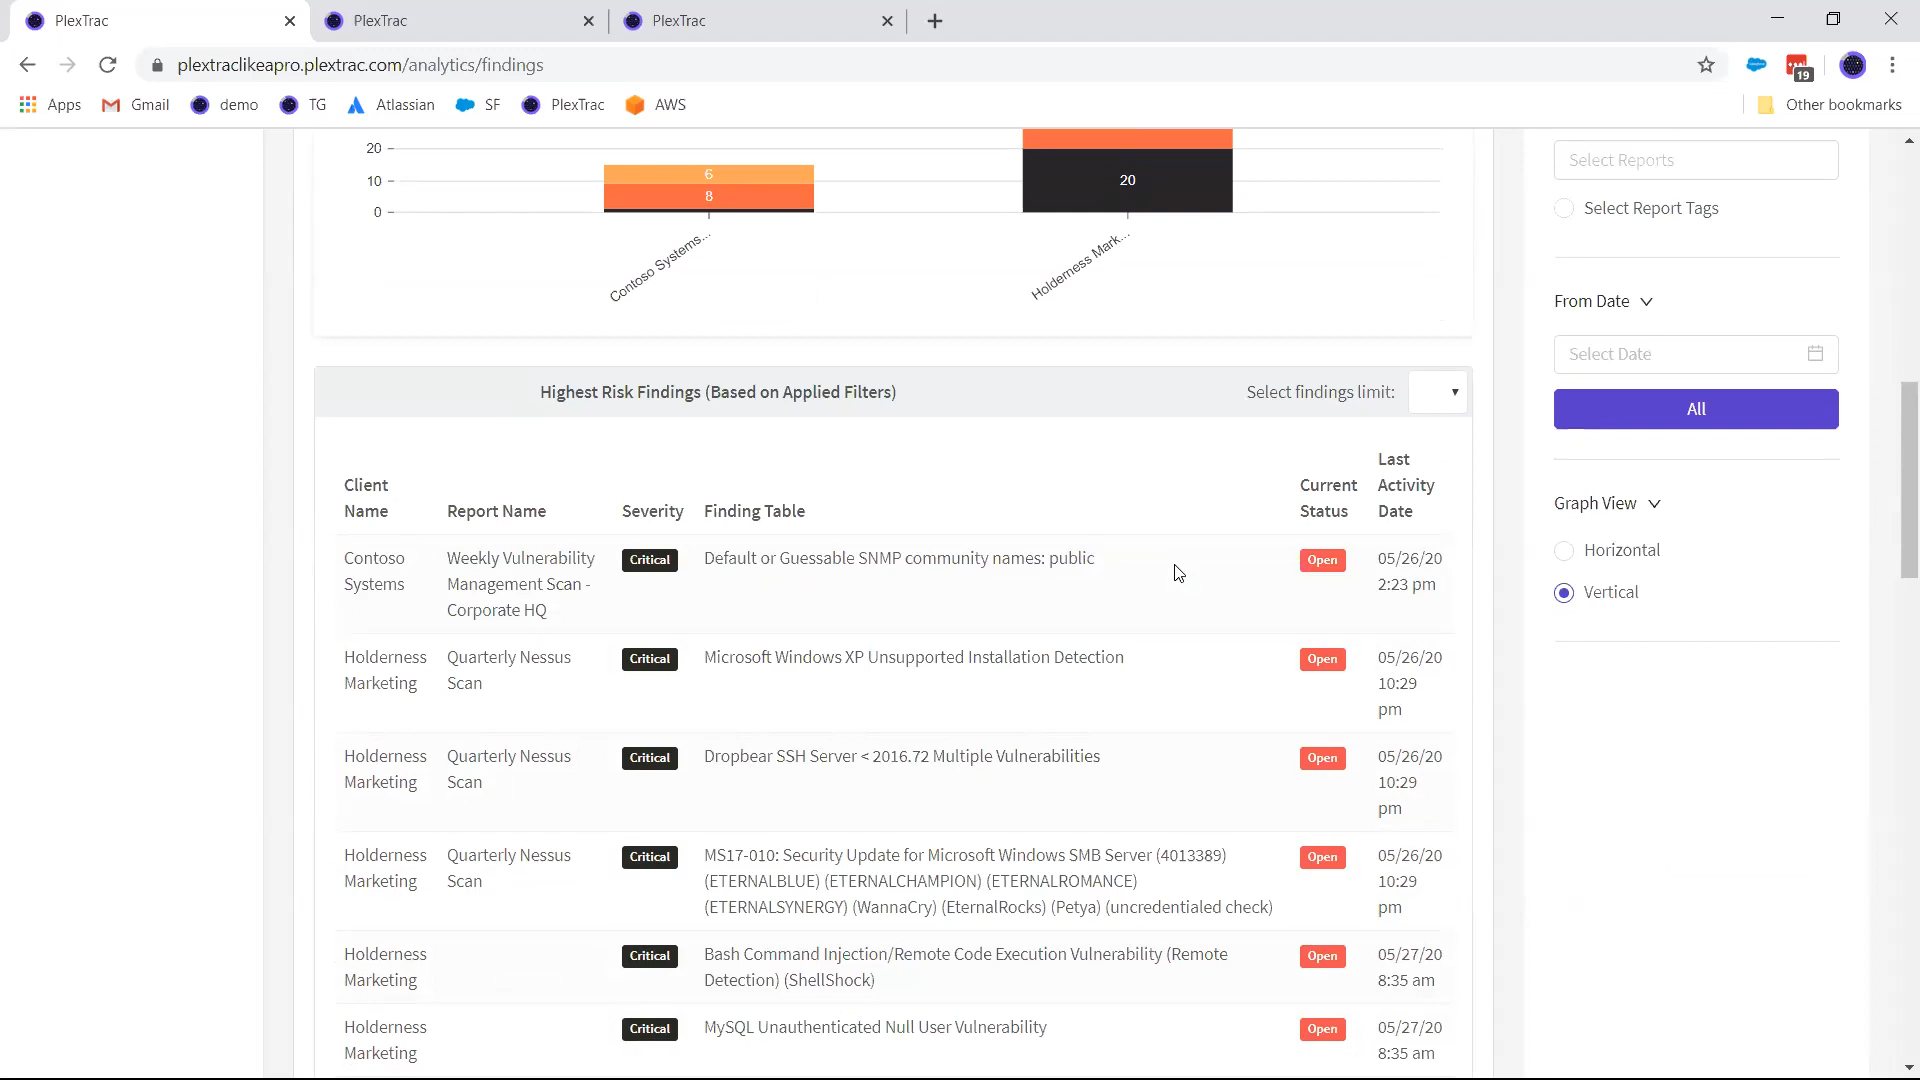 PlexTrac
PlexTrac
PlexTrac
plextraclikeapro.plextrac.com/analytics/findings
19
Apps
Gmail
demo
TG
Atlassian
SF
PlexTrac
AWS
Other bookmarks
20
10
0
6
8
20
Contoso Systems...
Holderness Mark...
Select Reports
Select Report Tags
From Date
Select Date
All
Graph View
Horizontal
Vertical
Highest Risk Findings (Based on Applied Filters)
Select findings limit:
Client
Name
Report Name
Severity
Finding Table
Current
Status
Last
Activity
Date
Contoso
Systems
Weekly Vulnerability
Management Scan -
Corporate HQ
Critical
Default or Guessable SNMP community names: public
Open
05/26/20
2:23 pm
Holderness
Marketing
Quarterly Nessus
Scan
Critical
Microsoft Windows XP Unsupported Installation Detection
Open
05/26/20
10:29
pm
Holderness
Marketing
Quarterly Nessus
Scan
Critical
Dropbear SSH Server < 2016.72 Multiple Vulnerabilities
Open
05/26/20
10:29
pm
Holderness
Marketing
Quarterly Nessus
Scan
Critical
MS17-010: Security Update for Microsoft Windows SMB Server (4013389)
(ETERNALBLUE) (ETERNALCHAMPION) (ETERNALROMANCE)
(ETERNALSYNERGY) (WannaCry) (EternalRocks) (Petya) (uncredentialed check)
Open
05/26/20
10:29
pm
Holderness
Marketing
Critical
Bash Command Injection/Remote Code Execution Vulnerability (Remote
Detection) (ShellShock)
Open
05/27/20
8:35 am
Holderness
Marketing
Critical
MySQL Unauthenticated Null User Vulnerability
Open
05/27/20
8:35 am